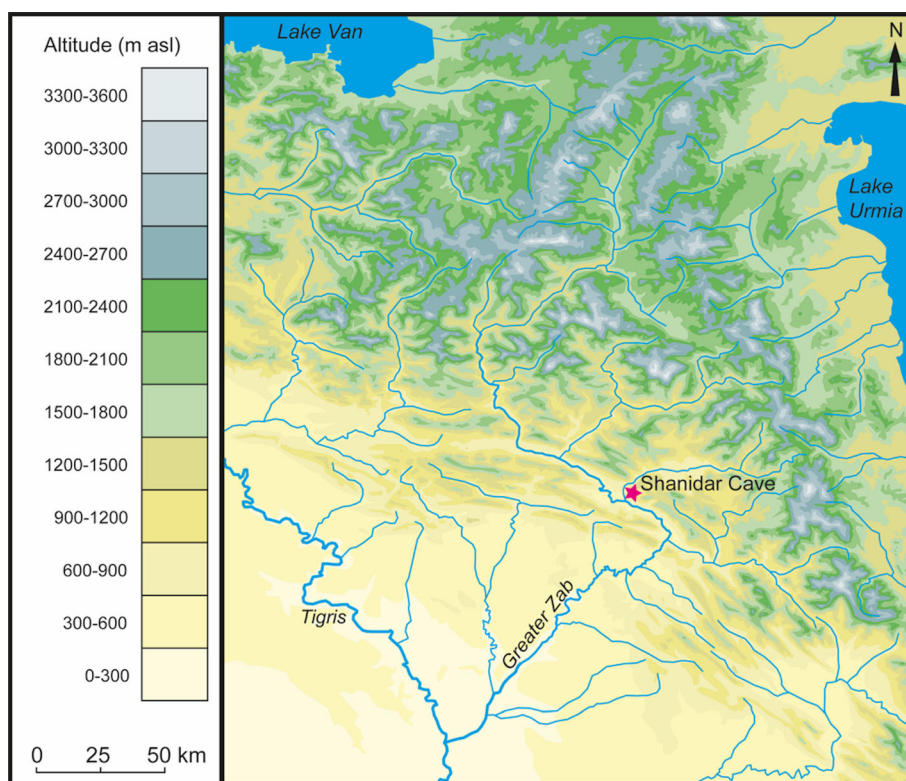 Altitude (m asl)
3300-3600
3000-3300
2700-3000
2400-2700
2100-2400
1800-2100
1500-1800
1200-1500
900-1200
600-900
300-600
0-300
0 25 50 km
Lake Van
N
Lake
Urmia
Shanidar Cave
Tigris
Greater Zab